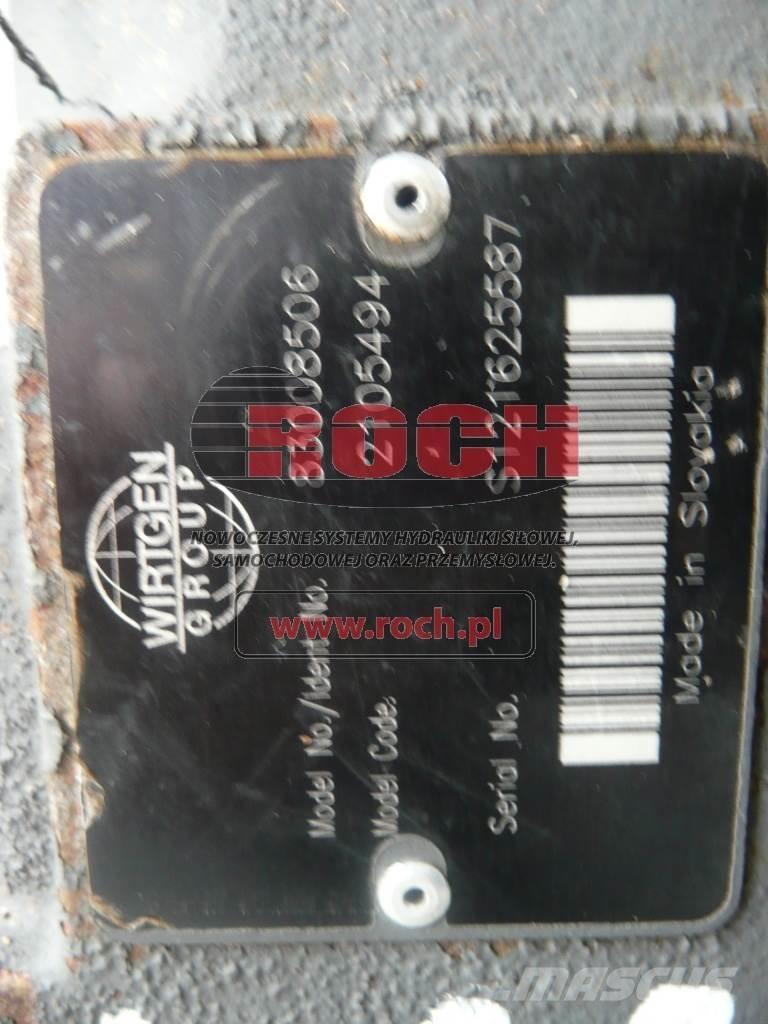 WIRTGEN
GROUP
Model No./Ident No.
Model Code: 2105494
Serial No.
Made in Slovakia
ROCH
NOWOCZESNE SYSTEMY HYDRAULIKI SIŁOWEJ,
SAMOCHODOWEJ ORAZ PRZEMYSŁOWEJ.
www.roch.pl
MASCUS